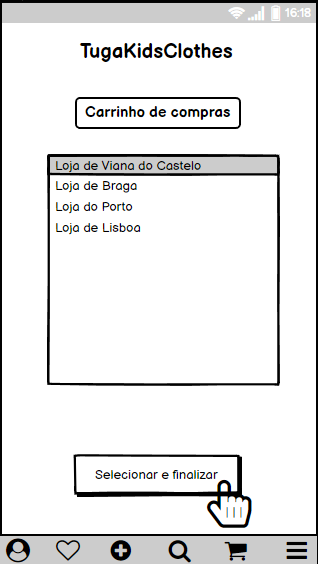 16:18
TugaKidsClothes
Carrinho de compras
Loja de Viana do Castelo
Loja de Braga
Loja do Porto
Loja de Lisboa
Selecionar e finalizar